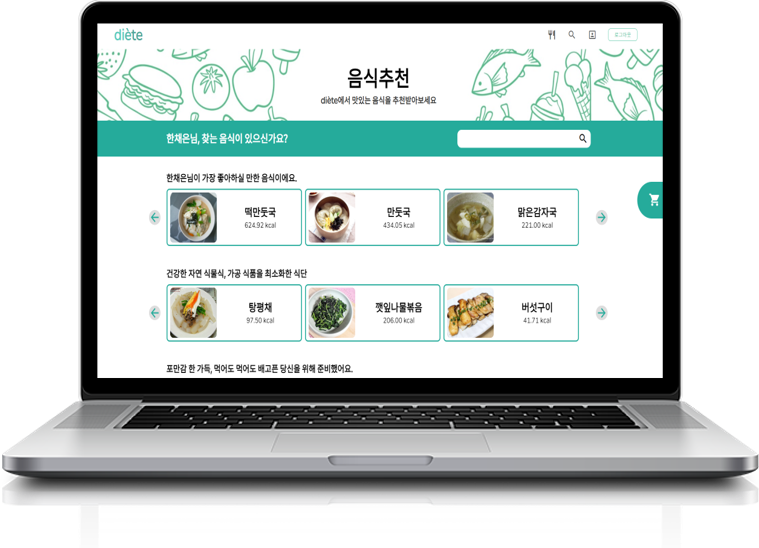 diète
로그아웃
음식추천
diète에서 맛있는 음식을 추천받아보세요
한채은님, 찾는 음식이 있으신가요?
한채은님이 가장 좋아하실 만한 음식이에요.
떡만둣국
624.92 kcal
만둣국
434.05 kcal
맑은감자국
221.00 kcal
건강한 자연 식물식, 가공 식품을 최소화한 식단
탕평채
97.50 kcal
깻잎나물볶음
206.00 kcal
버섯구이
41.71 kcal
포만감 한 가득, 먹어도 먹어도 배고픈 당신을 위해 준비했어요.